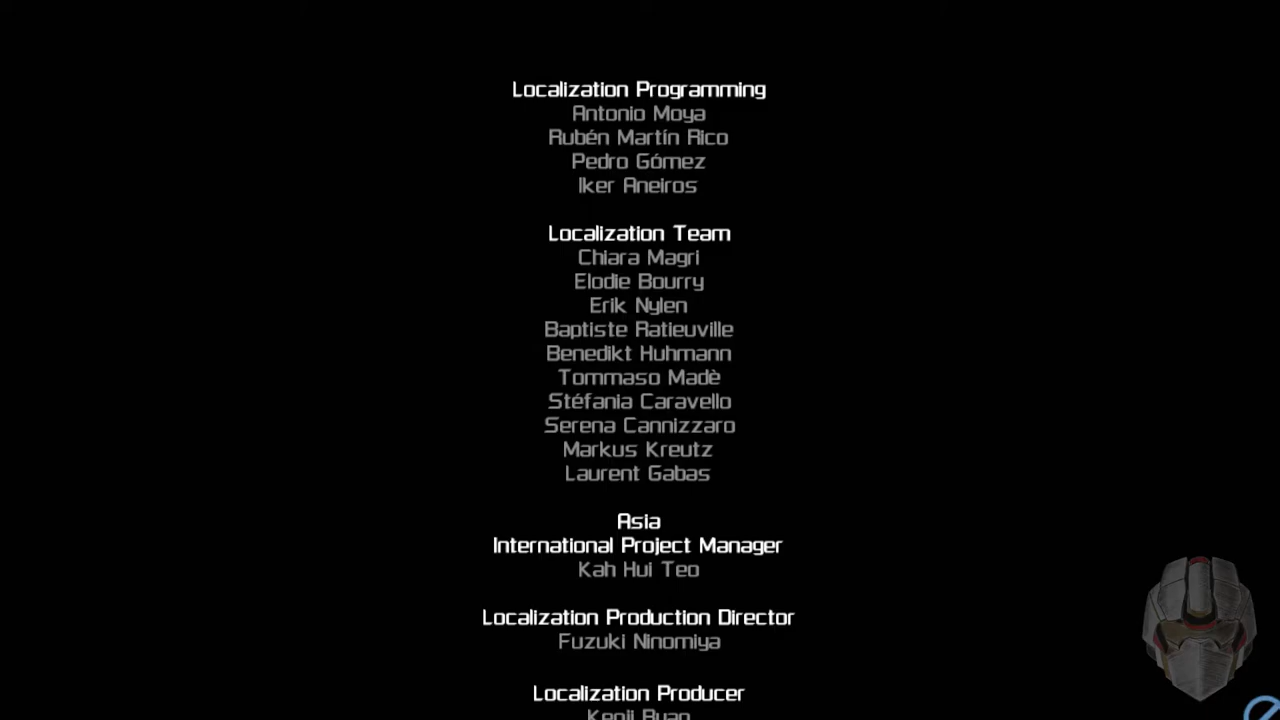 Localization Programming
Antonio Moya
Rubén Martín Rico
Pedro Gómez
Iker Aneiros
Localization Team
Chiara Magri
Elodie Bourry
Erik Nylen
Baptiste Ratieuville
Benedikt Huhmann
Tommaso Madè
Stéfania Caravello
Serena Cannizzaro
Markus Kreutz
Laurent Gabas
Asia
International Project Manager
Kah Hui Teo
Localization Production Director
Fuzuki Ninomiya
Localization Producer